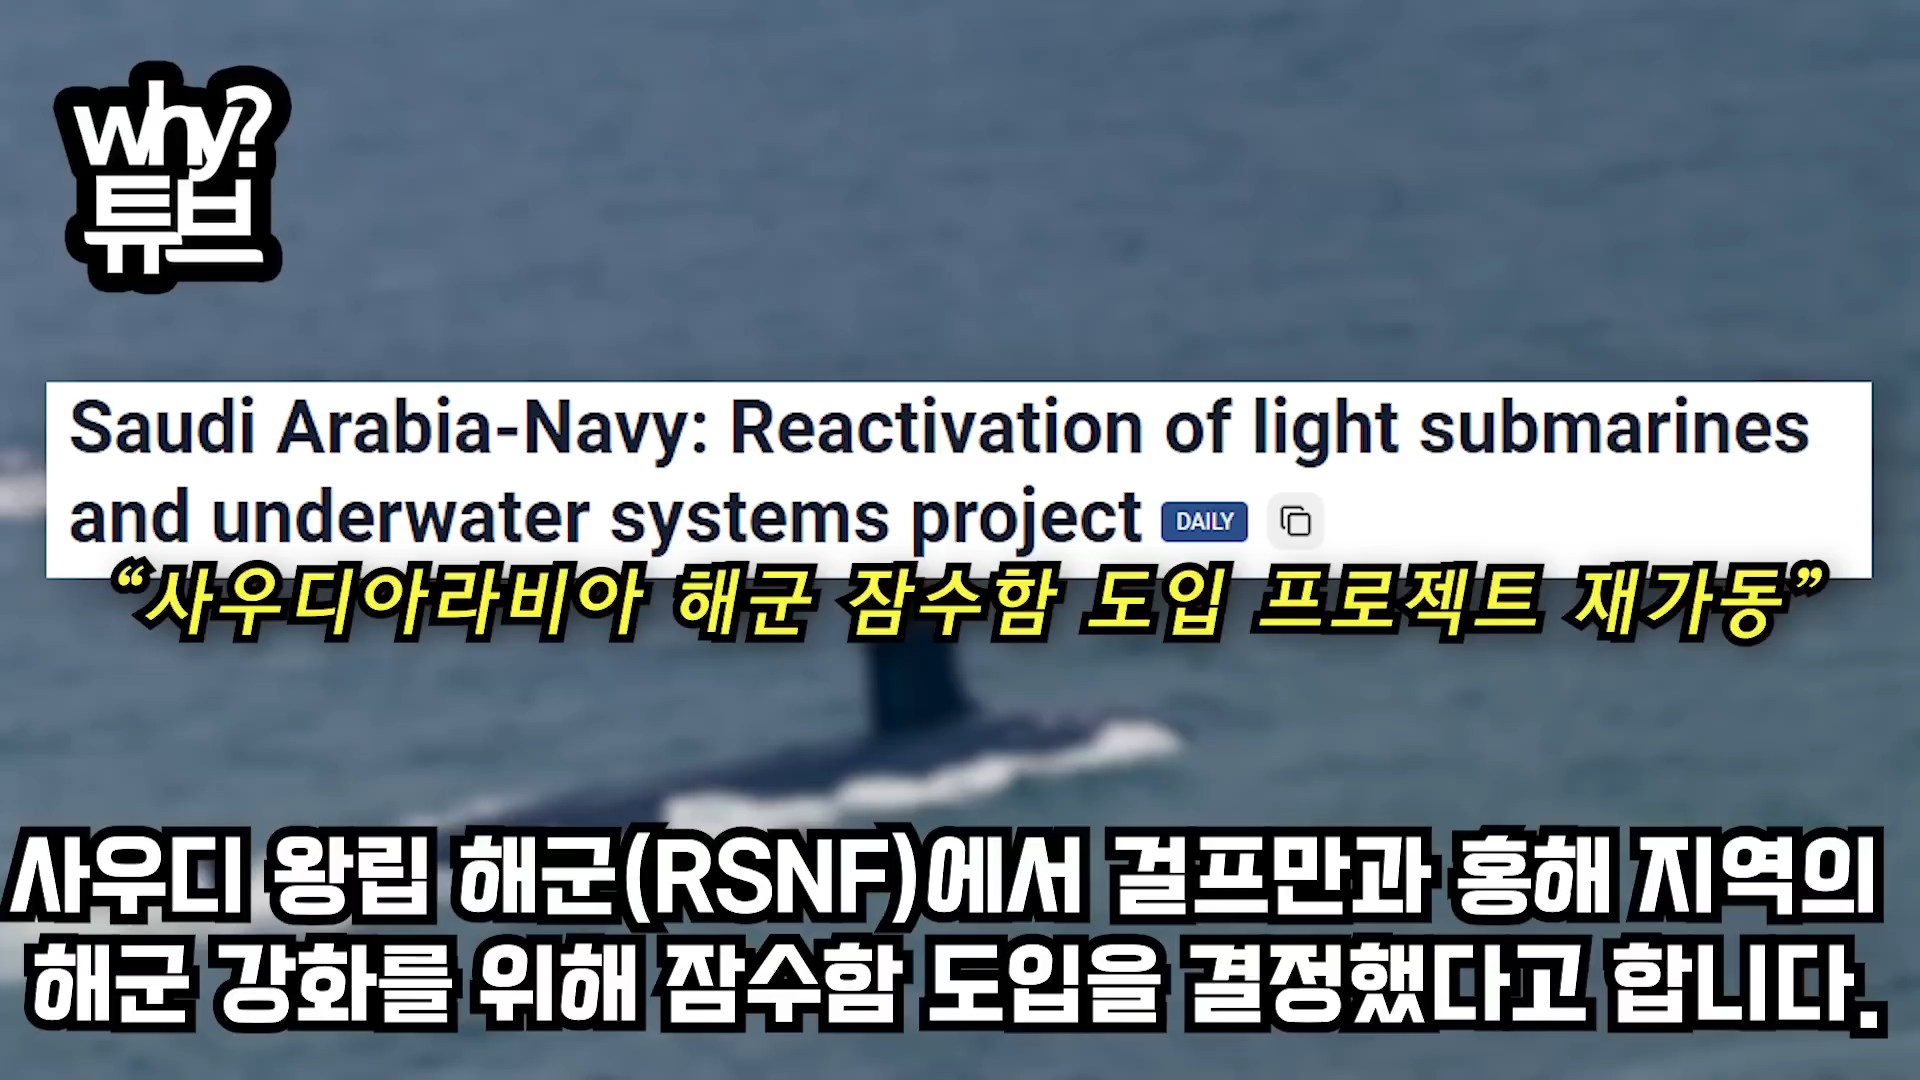 why?
튜브
Saudi Arabia-Navy: Reactivation of light submarines
and underwater systems project DAILY
“사우디아라비아 해군 잠수함 도입 프로젝트 재가동”
사우디 왕립 해군(RSNF)에서 걸프만과 홍해 지역의
해군 강화를 위해 잠수함 도입을 결정했다고 합니다.